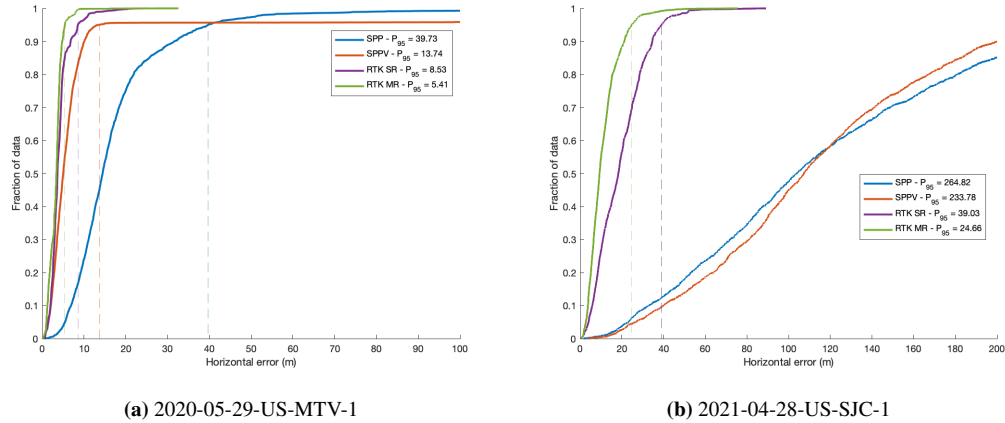 1
0.9
0.8
0.7
0.6
0.5
0.4
0.3
0.2
0.1
0
Fraction of data
SPP - P95 = 39.73
SPPV - P95 = 13.74
RTK SR - P95 = 8.53
RTK MR - P95 = 5.41
0 10 20 30 40 50 60 70 80 90 100
Horizontal error (m)
(a) 2020-05-29-US-MTV-1
1
0.9
0.8
0.7
0.6
0.5
0.4
0.3
0.2
0.1
0
Fraction of data
SPP - P95 = 264.82
SPPV - P95 = 233.78
RTK SR - P95 = 39.03
RTK MR - P95 = 24.66
0 20 40 60 80 100 120 140 160 180 200
Horizontal error (m)
(b) 2021-04-28-US-SJC-1